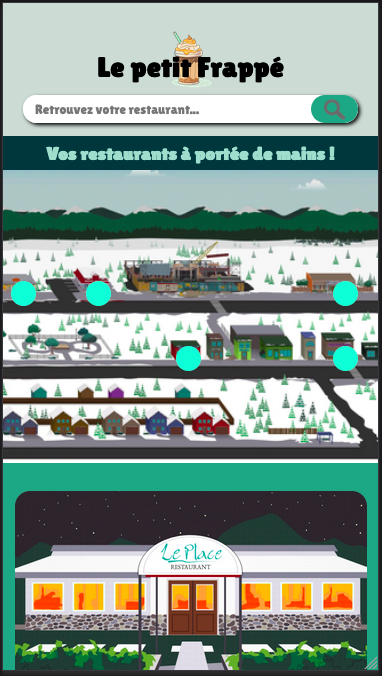 Le petit Frappé
Retrouvez votre restaurant...
Vos restaurants à portée de mains !
Le Place
RESTAURANT